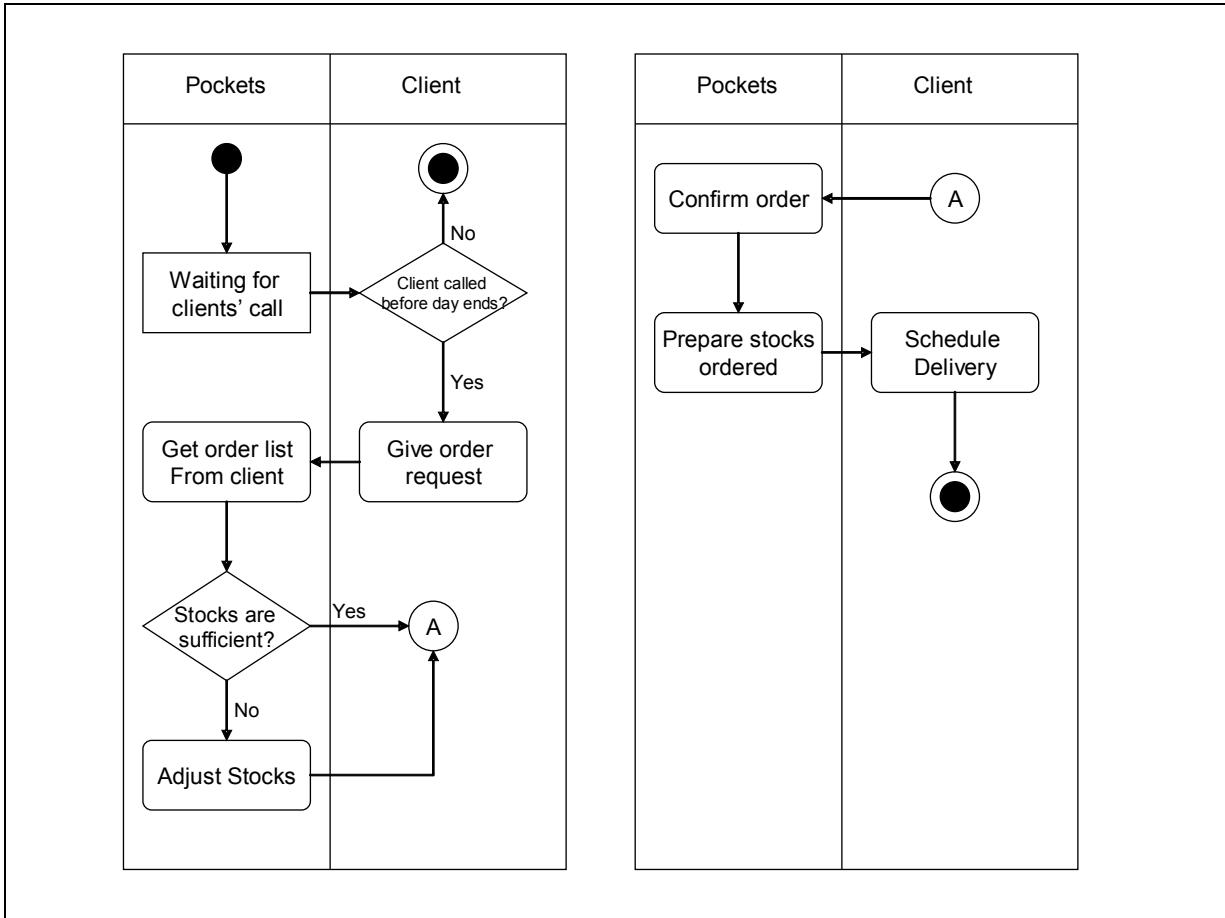 Pockets
Client
No
Waiting for
clients’ call
Client called
before day ends?
Yes
Get order list
From client
Give order
request
Stocks are
sufficient?
Yes
A
No
Adjust Stocks
Pockets
Client
Confirm order
A
Prepare stocks
ordered
Schedule
Delivery